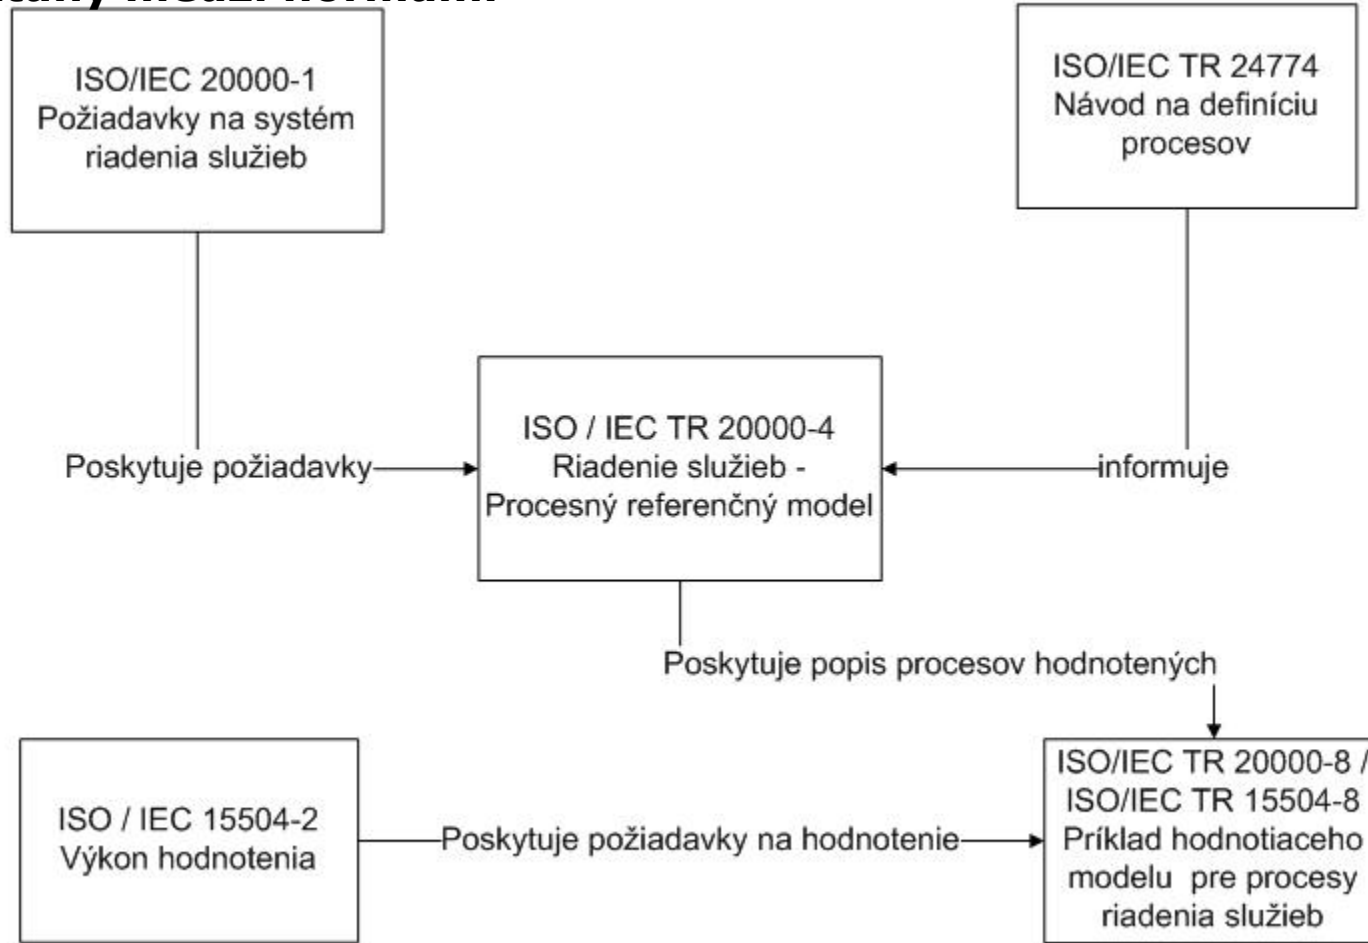 medzi normami
ISO/IEC 20000-1
Požiadavky na systém
riadenia služieb
ISO/IEC TR 24774
Návod na definíciu
procesov
Poskytuje požiadavky
ISO / IEC TR 20000-4
Riadenie služieb -
Procesný referenčný model
informuje
Poskytuje popis procesov hodnotených
ISO / IEC 15504-2
Výkon hodnotenia
Poskytuje požiadavky na hodnotenie
ISO/IEC TR 20000-8 /
ISO/IEC TR 15504-8
Príklad hodnotiaceho
modelu pre procesy
riadenia služieb